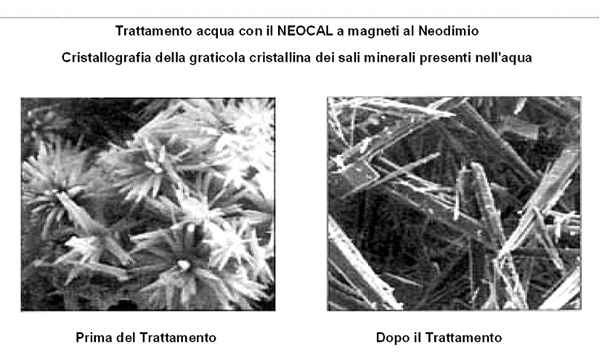 Trattamento acqua con il NEOCAL a magneti al Neodimio
Cristallografia della graticola cristallina dei sali minerali presenti nell'aqua
Prima del Trattamento
Dopo il Trattamento